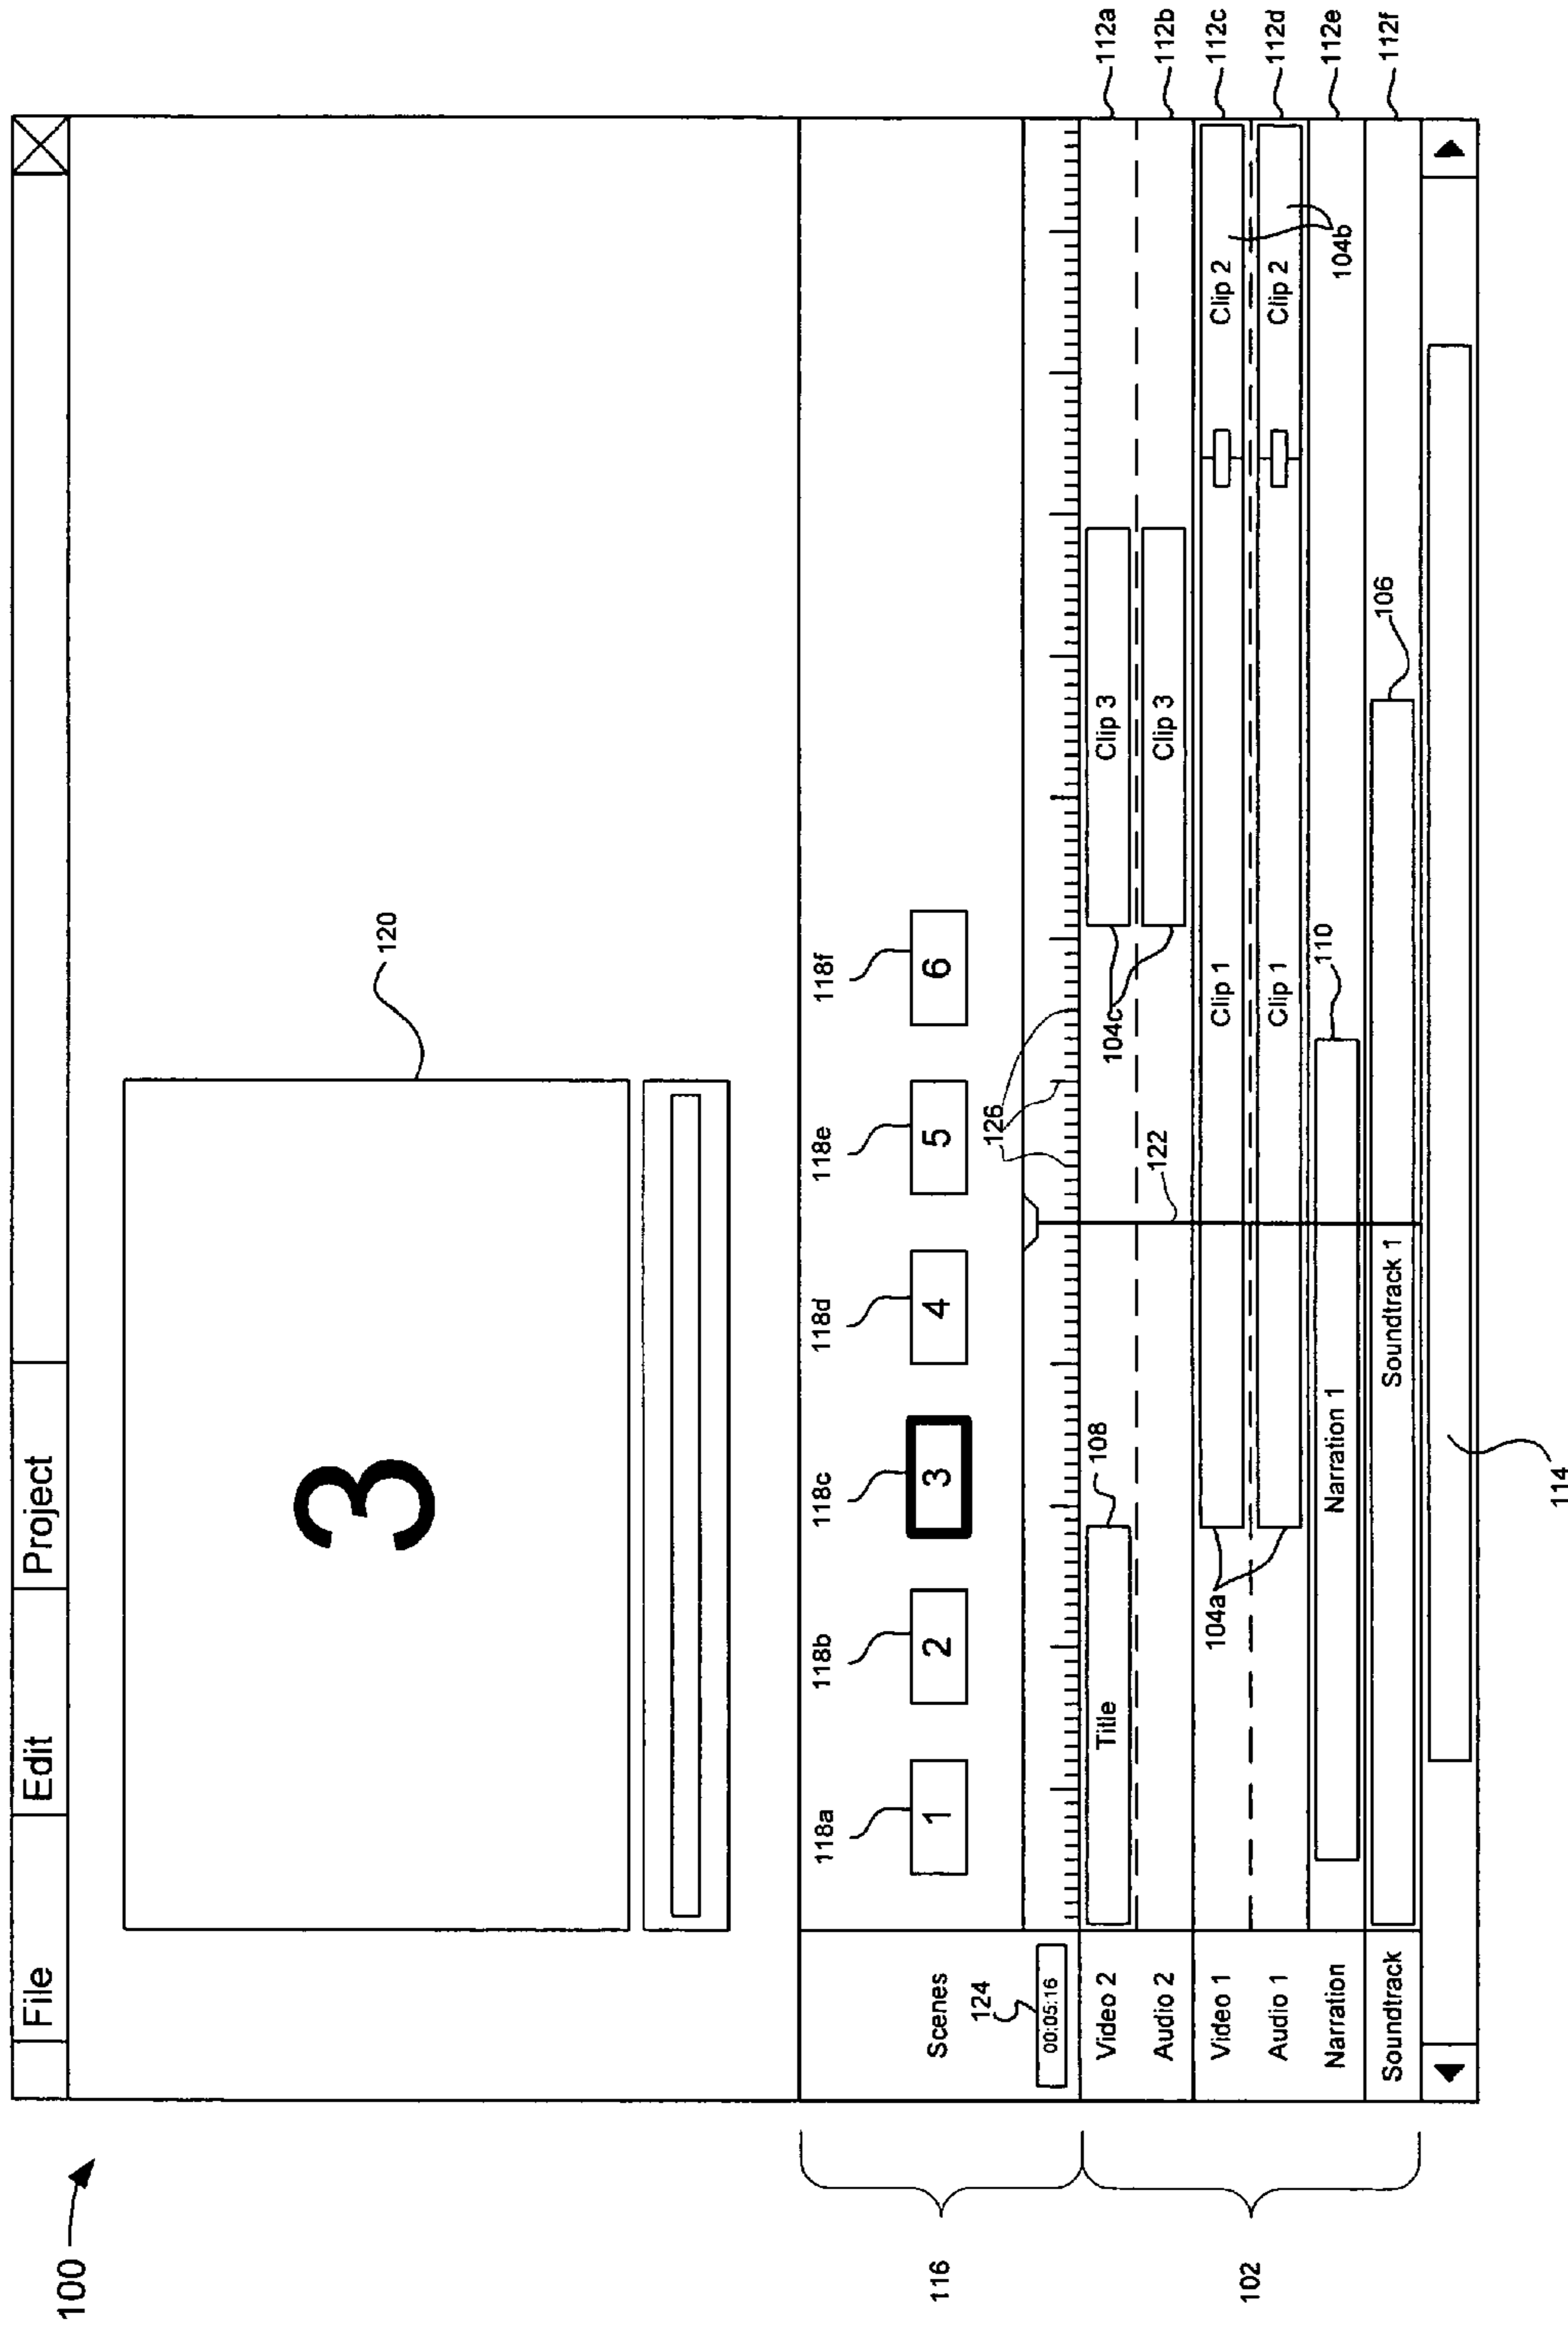 100
File Edit Project
3
120
118a 118b 118c 118d 118e 118f
Scenes
1 2 3 4 5 6
116
124
126
00:05:16
Video 2
Title
108
Clip 3
112a
104c
122
Audio 2
Clip 3
112b
Video 1
Clip 1
Clip 2
112c
104a
102
Audio 1
Clip 1
Clip 2
112d
110
104b
Narration
Narration 1
112e
106
Soundtrack
Soundtrack 1
112f
114